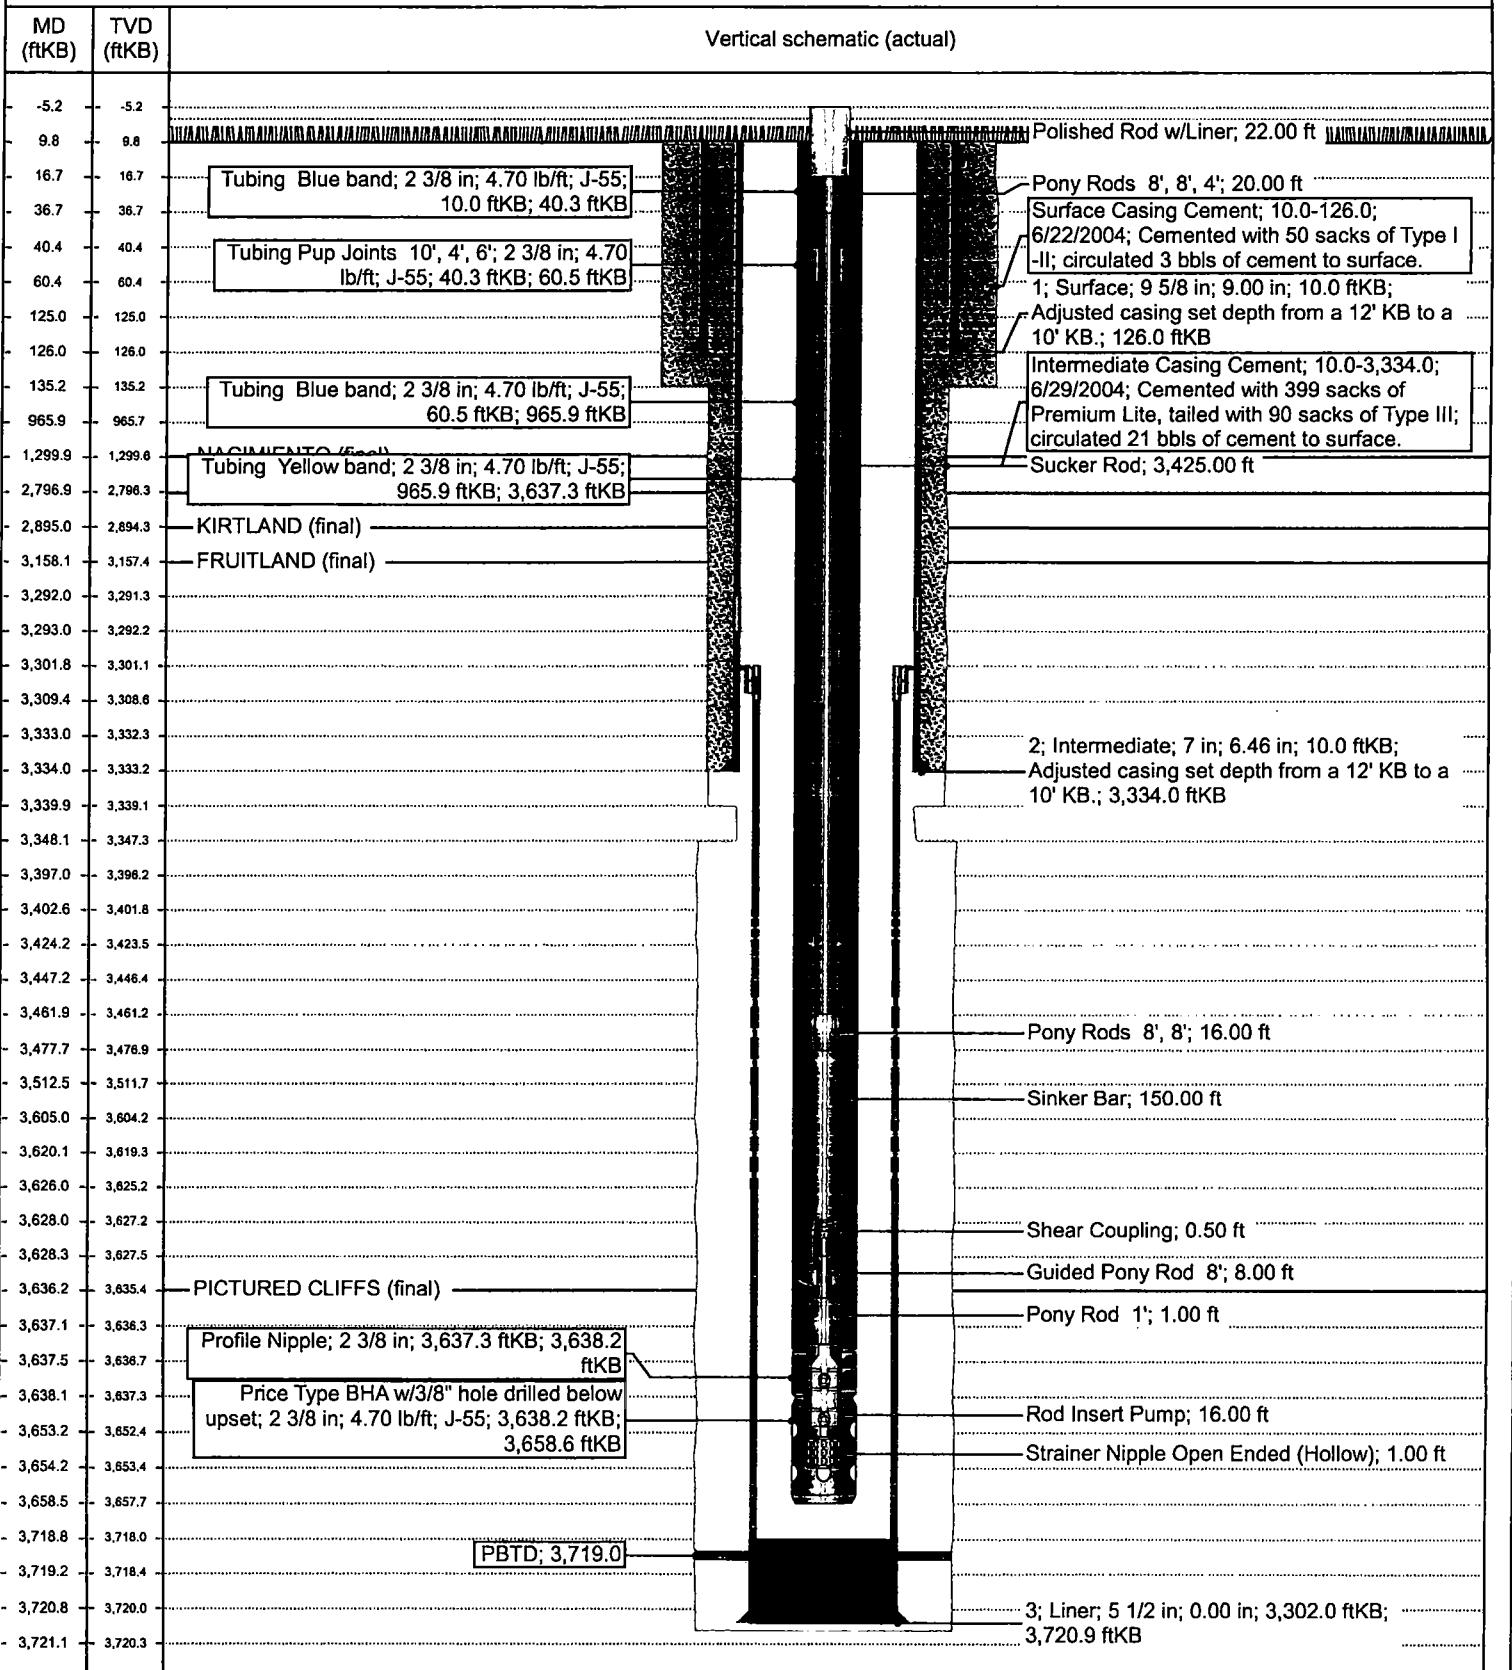 MD
(ftKB)
TVD
(ftKB)
Vertical schematic (actual)
-5.2 -5.2
9.8 9.8
16.7 16.7
36.7 36.7
40.4 40.4
60.4 60.4
125.0 125.0
126.0 126.0
135.2 135.2
965.9 965.7
1,299.9 1,299.6
2,796.9 2,796.3
2,895.0 2,894.3
3,158.1 3,157.4
3,292.0 3,291.3
3,293.0 3,292.2
3,301.8 3,301.1
3,309.4 3,308.6
3,333.0 3,332.3
3,334.0 3,333.2
3,339.9 3,339.1
3,348.1 3,347.3
3,397.0 3,396.2
3,402.6 3,401.8
3,424.2 3,423.5
3,447.2 3,446.4
3,461.9 3,461.2
3,477.7 3,476.9
3,512.5 3,511.7
3,605.0 3,604.2
3,620.1 3,619.3
3,626.0 3,625.2
3,628.0 3,627.2
3,628.3 3,627.5
3,636.2 3,635.4
3,637.1 3,636.3
3,637.5 3,636.7
3,638.1 3,637.3
3,653.2 3,652.4
3,654.2 3,653.4
3,658.5 3,657.7
3,718.8 3,718.0
3,719.2 3,718.4
3,720.8 3,720.0
3,721.1 3,720.3
Tubing Blue band; 2 3/8 in; 4.70 lb/ft; J-55;
10.0 ftKB; 40.3 ftKB
Tubing Pup Joints 10', 4', 6'; 2 3/8 in; 4.70
lb/ft; J-55; 40.3 ftKB; 60.5 ftKB
Tubing Blue band; 2 3/8 in; 4.70 lb/ft; J-55;
60.5 ftKB; 965.9 ftKB
NACIMIENTO (final)
Tubing Yellow band; 2 3/8 in; 4.70 lb/ft; J-55;
965.9 ftKB; 3,637.3 ftKB
KIRTLAND (final)
FRUITLAND (final)
PICTURED CLIFFS (final)
Profile Nipple; 2 3/8 in; 3,637.3 ftKB; 3,638.2
ftKB
Price Type BHA w/3/8" hole drilled below
upset; 2 3/8 in; 4.70 lb/ft; J-55; 3,638.2 ftKB;
3,658.6 ftKB
PBTD; 3,719.0
Polished Rod w/Liner; 22.00 ft
Pony Rods 8', 8', 4'; 20.00 ft
Surface Casing Cement; 10.0-126.0;
6/22/2004; Cemented with 50 sacks of Type I
-II; circulated 3 bbls of cement to surface.
1; Surface; 9 5/8 in; 9.00 in; 10.0 ftKB;
Adjusted casing set depth from a 12' KB to a
10' KB.; 126.0 ftKB
Intermediate Casing Cement; 10.0-3,334.0;
6/29/2004; Cemented with 399 sacks of
Premium Lite, tailed with 90 sacks of Type III;
circulated 21 bbls of cement to surface.
Sucker Rod; 3,425.00 ft
2; Intermediate; 7 in; 6.46 in; 10.0 ftKB;
Adjusted casing set depth from a 12' KB to a
10' KB.; 3,334.0 ftKB
Pony Rods 8', 8'; 16.00 ft
Sinker Bar; 150.00 ft
Shear Coupling; 0.50 ft
Guided Pony Rod 8'; 8.00 ft
Pony Rod 1'; 1.00 ft
Rod Insert Pump; 16.00 ft
Strainer Nipple Open Ended (Hollow); 1.00 ft
3; Liner; 5 1/2 in; 0.00 in; 3,302.0 ftKB;
3,720.9 ftKB